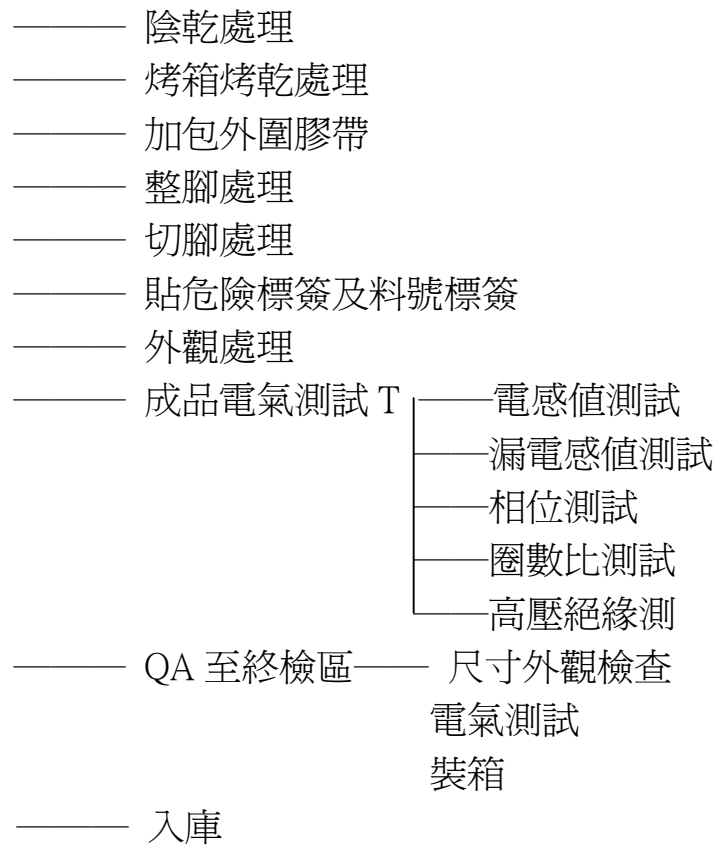 ——— 陰乾處理
——— 烤箱烤乾處理
——— 加包外圍膠帶
——— 整腳處理
——— 切腳處理
——— 貼危險標簽及料號標簽
——— 外觀處理
——— 成品電氣測試 T ——電感值測試
——漏電感值測試
——相位測試
——圈數比測試
——高壓絕緣測
——— QA 至終檢區—— 尺寸外觀檢查
電氣測試
裝箱
——— 入庫